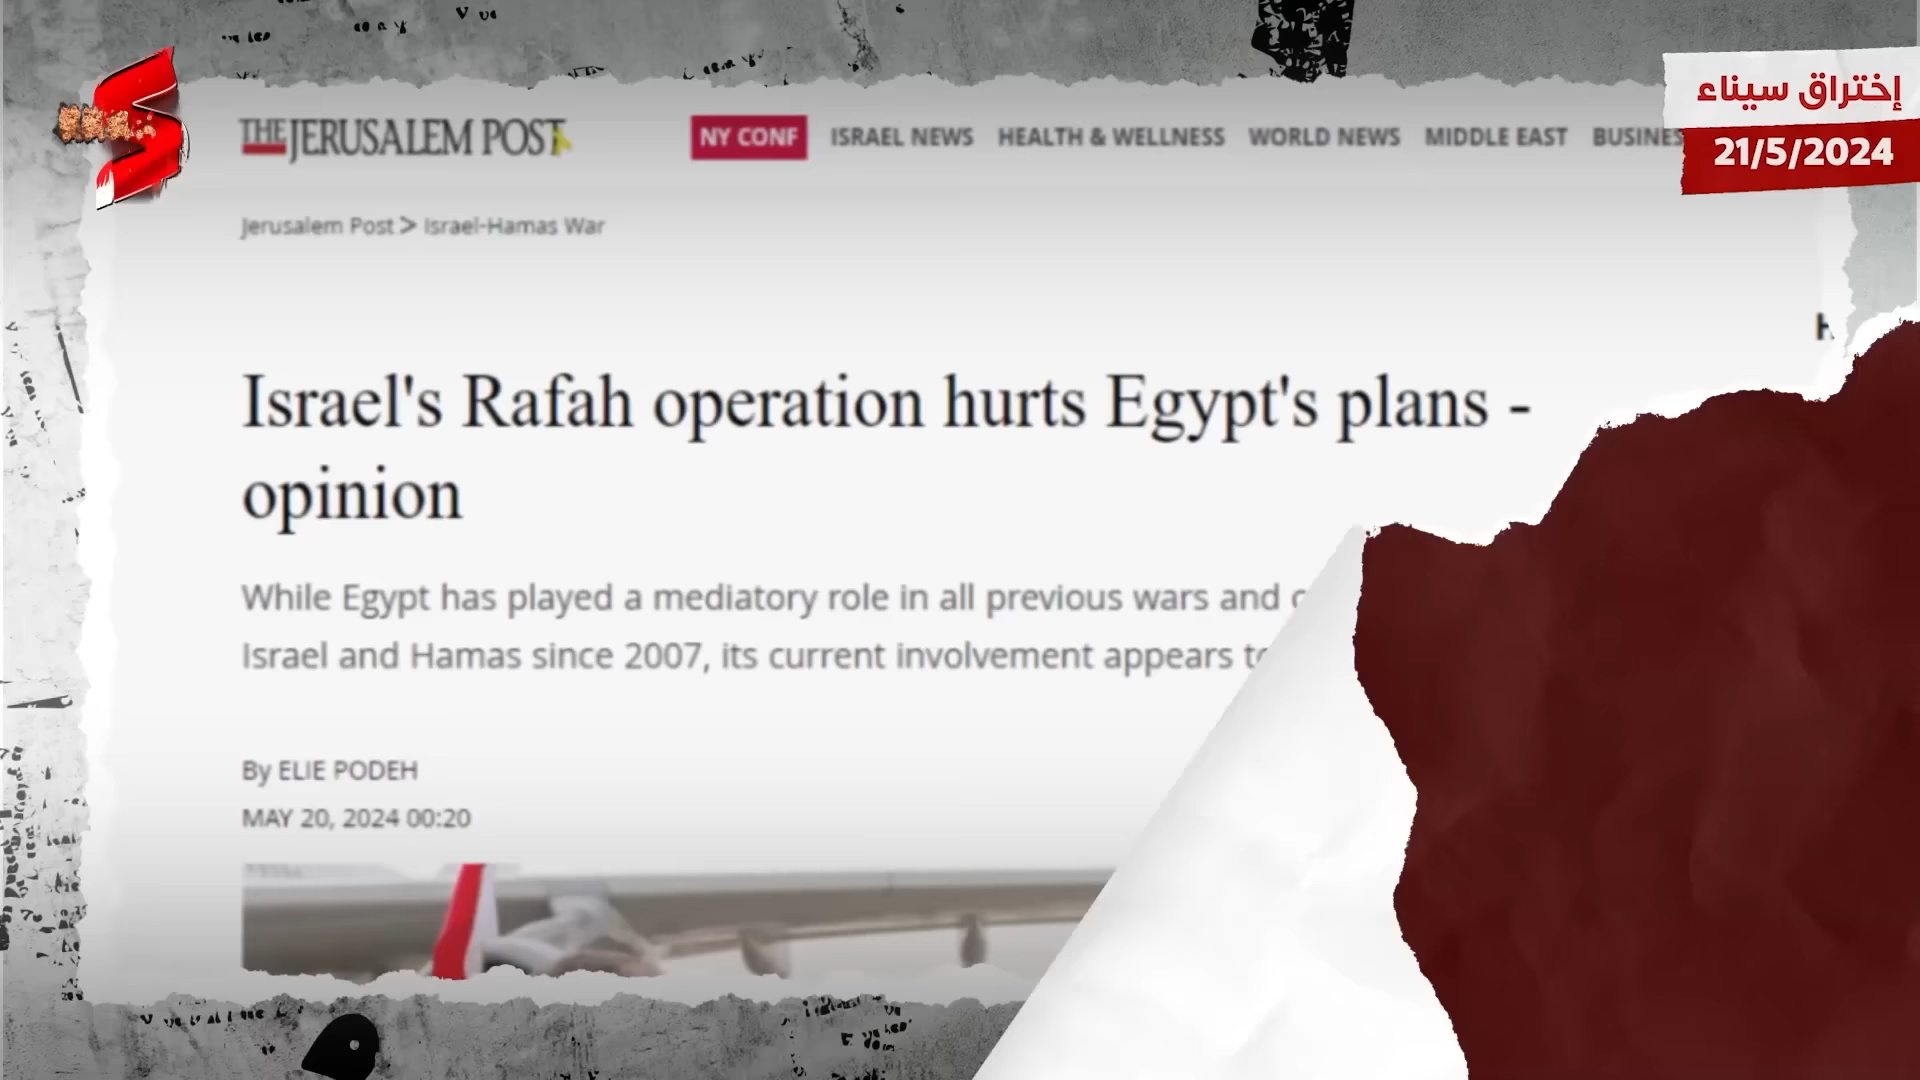 إختراق سيناء
21/5/2024
THE JERUSALEM POST
NY CONF ISRAEL NEWS HEALTH & WELLNESS WORLD NEWS MIDDLE EAST
Jerusalem Post > Israel-Hamas War
Israel's Rafah operation hurts Egypt's plans -
opinion
While Egypt has played a mediatory role in all previous wars and
Israel and Hamas since 2007, its current involvement appears
By ELIE PODEH
MAY 20, 2024 00:20